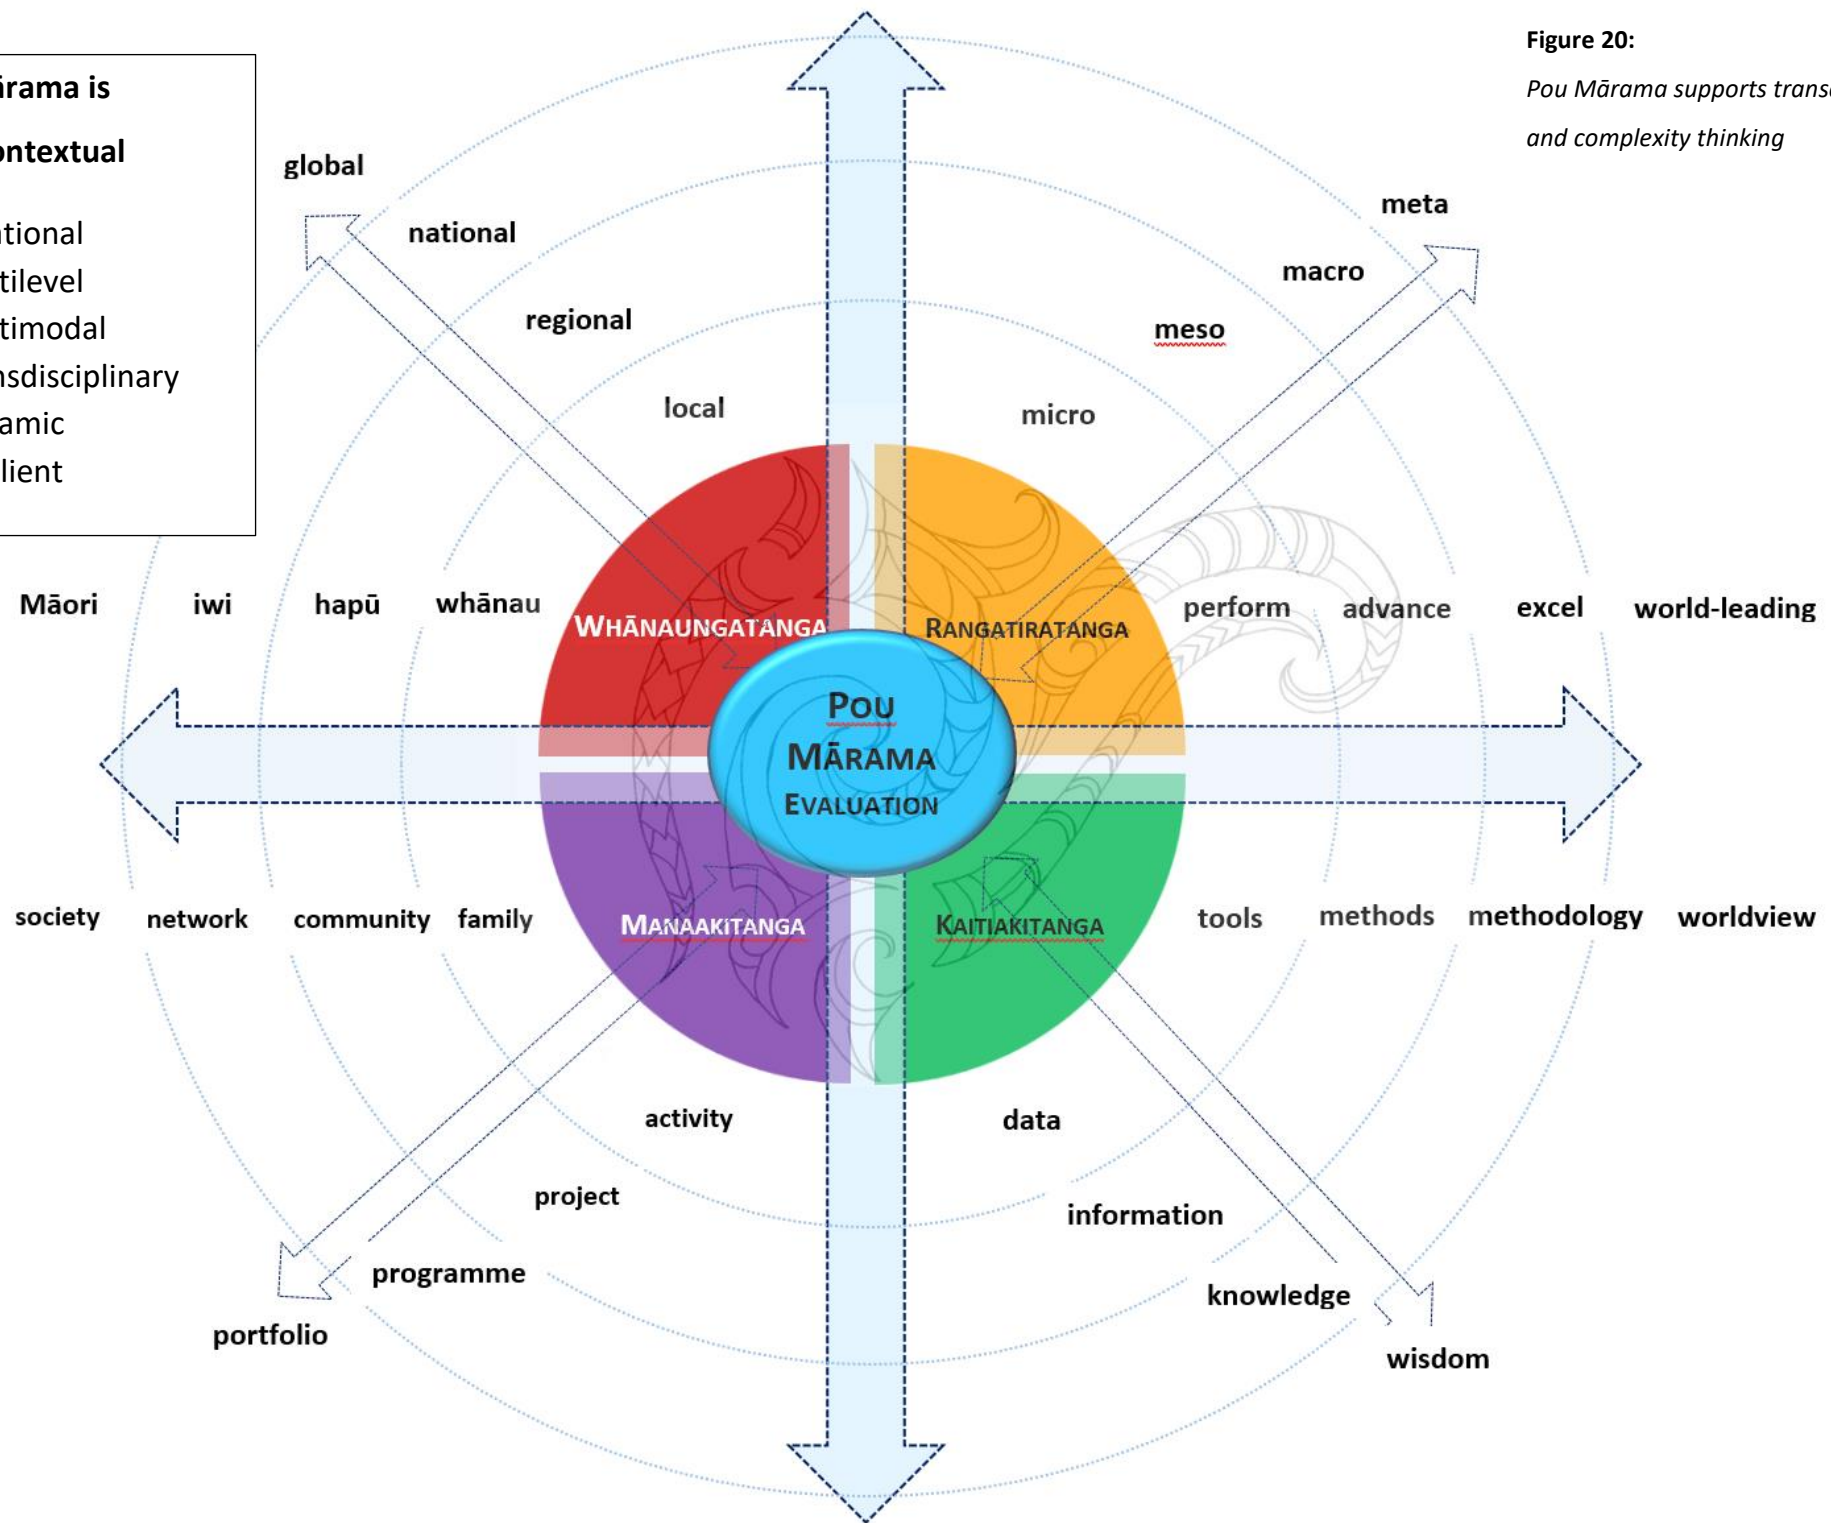 Figure 20:
Pou Mārama supports trans
and complexity thinking
ārama is
ontextual
ational
tilevel
timodal
nsdisciplinary
amic
lient
global
national
regional
local
meta
macro
meso
micro
Māori iwi hapū whānau
WHĀNAUNGATANGA
RANGATIRATANGA
perform advance excel world-leading
POU
MĀRAMA
EVALUATION
society network community family
MANAAKITANGA
KAITIAKITANGA
tools methods methodology worldview
activity
project
programme
portfolio
data
information
knowledge
wisdom